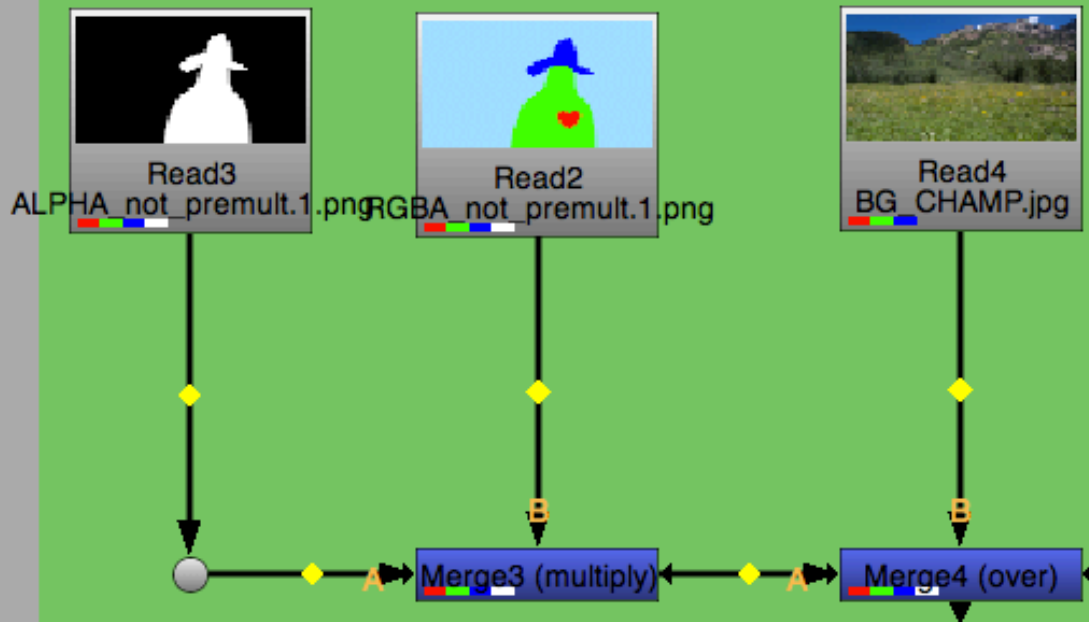 Read3
ALPHA_not_premult.1.png
Read2
RGBA_not_premult.1.png
Read4
BG_CHAMP.jpg
B
B
A
Merge3 (multiply)
A
Merge4 (over)